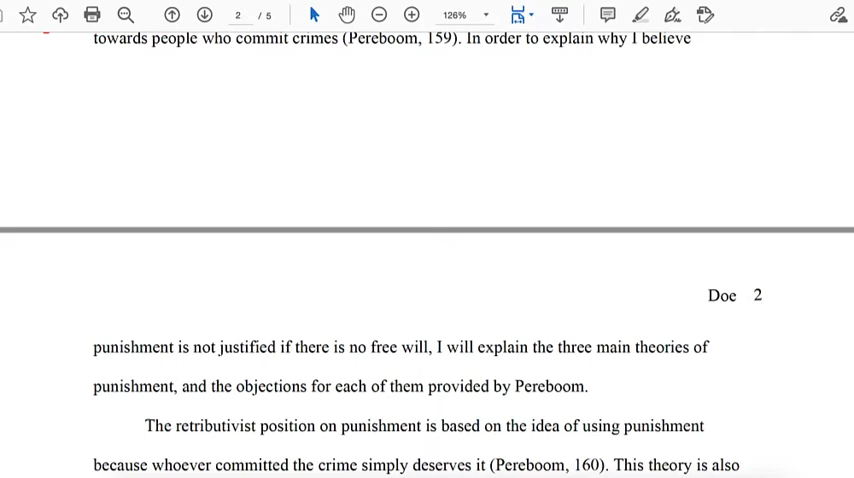 2 / 5
126%
towards people who commit crimes (Pereboom, 159). In order to explain why I believe
Doe 2
punishment is not justified if there is no free will, I will explain the three main theories of
punishment, and the objections for each of them provided by Pereboom.
The retributivist position on punishment is based on the idea of using punishment
because whoever committed the crime simply deserves it (Pereboom, 160). This theory is also